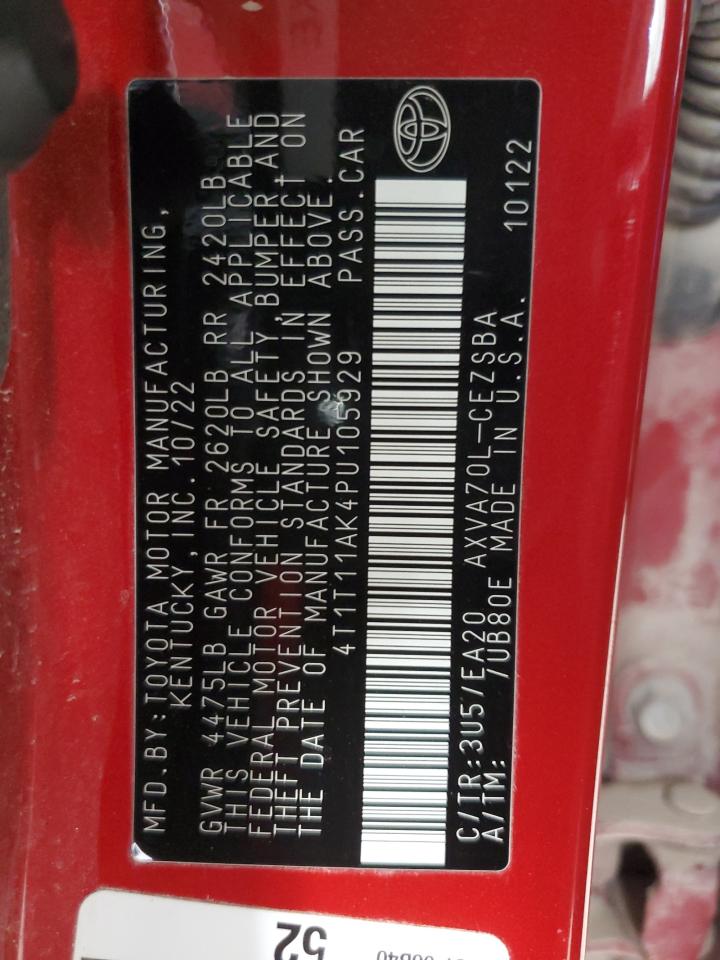 MFD.BY:TOYOTA MOTOR MANUFACTURING,
KENTUCKY,INC. 10/22
GVWR 4475LB GAWR FR 2620LB RR 2420LB
THIS VEHICLE CONFORMS TO ALL APPLICABLE
FEDERAL MOTOR VEHICLE SAFETY, BUMPER AND
THEFT PREVENTION STANDARDS IN EFFECT ON
THE DATE OF MANUFACTURE SHOWN ABOVE.
4T1T11AK4PU105929 PASS.CAR
C/TR:3U5/EA20 AXVA70L-CEZSBA 10122
A/TM: /UB80E MADE IN U.S.A.
52